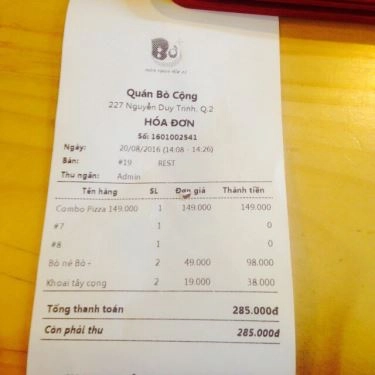 Bò
Quán Bò Cộng
227 Nguyễn Duy Trinh, Q.2
HÓA ĐƠN
Số: 1601002541
Ngày: 20/08/2016 (14:08 - 14:26)
Bàn: #19 REST
Thu ngân: Admin
Tên hàng SL Đơn giá Thành tiền
Combo Pizza 149.000 1 149.000 149.000
#7 1 0
#8 1 0
Bò né Bò - 2 49.000 98.000
Khoai tây cọng 2 19.000 38.000
Tổng thanh toán 285.000đ
Còn phải thu 285.000đ